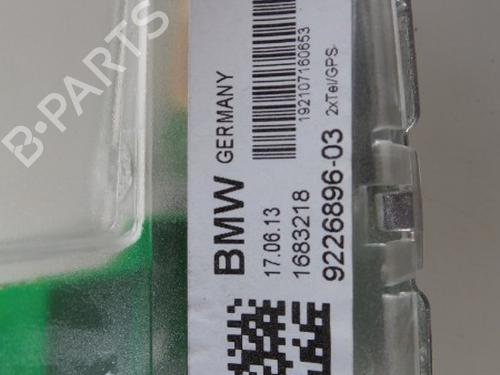 BMW GERMANY
17.06.13
1683218
192107160653
9226896-03 2xTel/GPS
B-PARTS